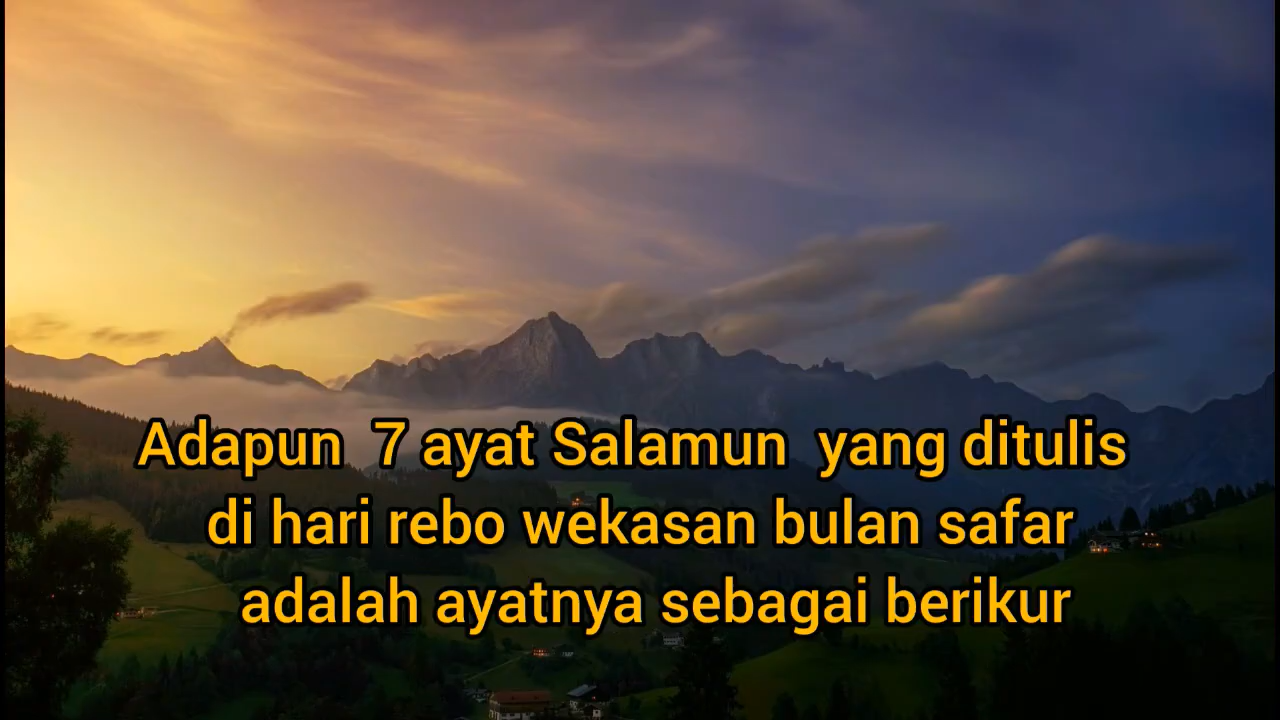 Adapun 7 ayat Salamun yang ditulis
di hari rebo wekasan bulan safar
adalah ayatnya sebagai berikur